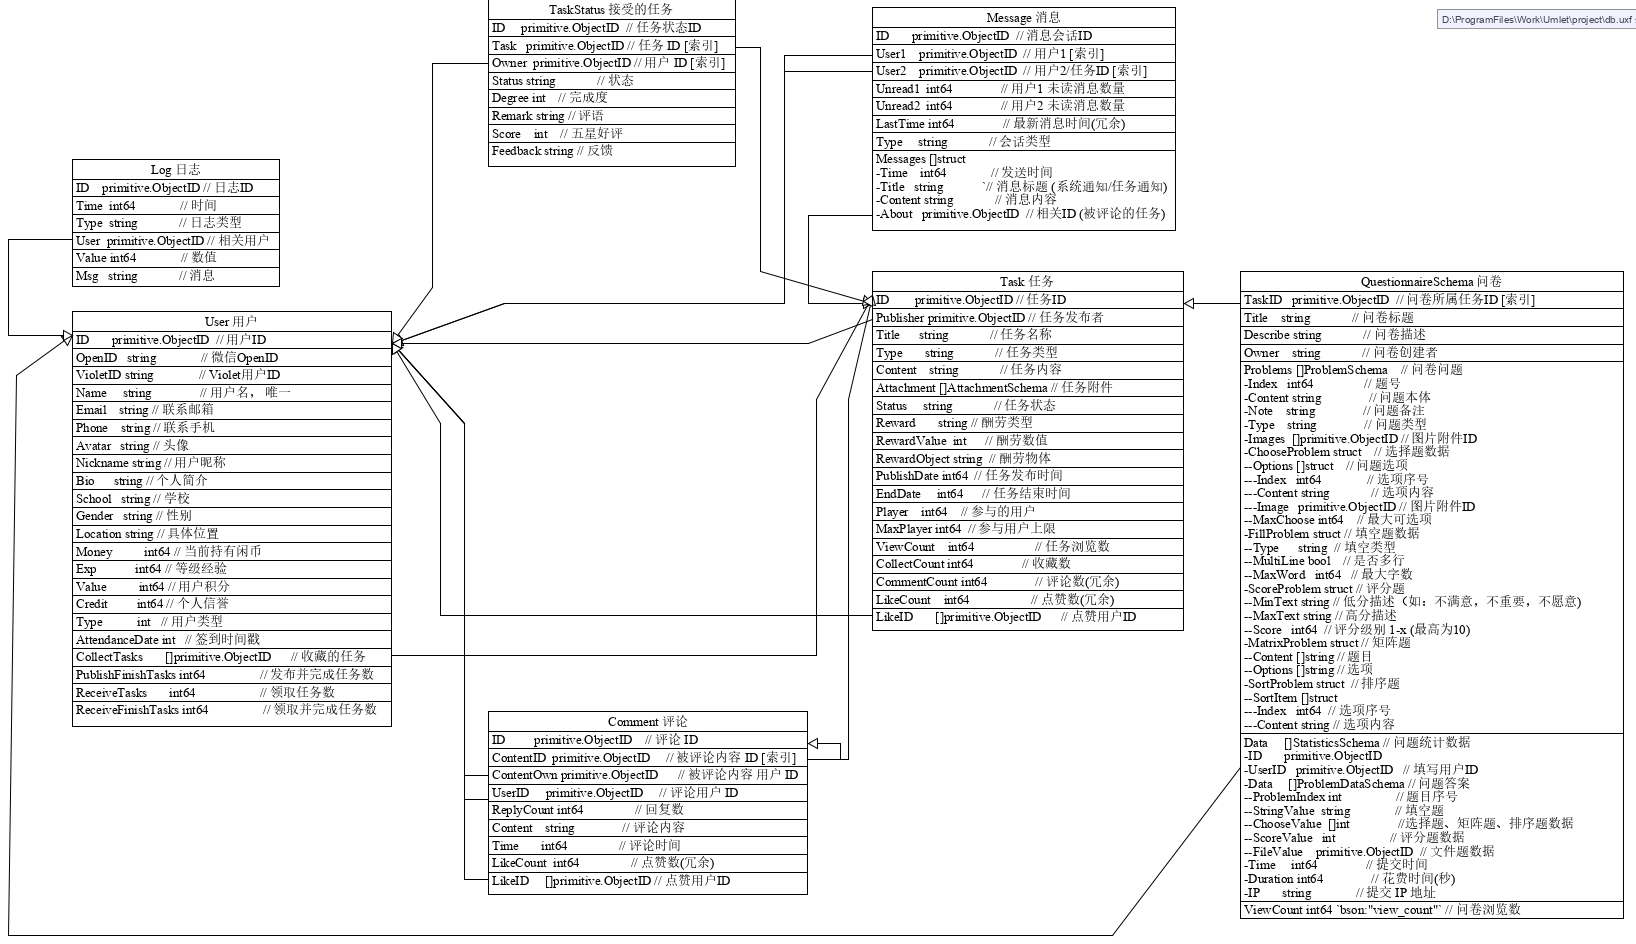 TaskStatus 接受的任务
ID primitive.ObjectID // 任务状态ID
Task primitive.ObjectID // 任务 ID [索引]
Owner primitive.ObjectID // 用户 ID [索引]
Status string // 状态
Degree int // 完成度
Remark string // 评语
Score int // 五星好评
Feedback string // 反馈
Message 消息
ID primitive.ObjectID // 消息会话ID
User1 primitive.ObjectID // 用户1 [索引]
User2 primitive.ObjectID // 用户2/任务ID [索引]
Unread1 int64 // 用户1 未读消息数量
Unread2 int64 // 用户2 未读消息数量
LastTime int64 // 最新消息时间(冗余)
Type string // 会话类型
Messages []struct
-Time int64 // 发送时间
-Title string `// 消息标题 (系统通知/任务通知)
-Content string // 消息内容
-About primitive.ObjectID // 相关ID (被评论的任务)
D:\ProgramFiles\Work\Umlet\project\db.uxf
Log 日志
ID primitive.ObjectID // 日志ID
Time int64 // 时间
Type string // 日志类型
User primitive.ObjectID // 相关用户
Value int64 // 数值
Msg string // 消息
User 用户
ID primitive.ObjectID // 用户ID
OpenID string // 微信OpenID
VioletID string // Violet用户ID
Name string // 用户名， 唯一
Email string // 联系邮箱
Phone string // 联系手机
Avatar string // 头像
Nickname string // 用户昵称
Bio string // 个人简介
School string // 学校
Gender string // 性别
Location string // 具体位置
Money int64 // 当前持有闲币
Exp int64 // 等级经验
Value int64 // 用户积分
Credit int64 // 个人信誉
Type int // 用户类型
AttendanceDate int // 签到时间戳
CollectTasks []primitive.ObjectID // 收藏的任务
PublishFinishTasks int64 // 发布并完成任务数
ReceiveTasks int64 // 领取任务数
ReceiveFinishTasks int64 // 领取并完成任务数
Task 任务
ID primitive.ObjectID // 任务ID
Publisher primitive.ObjectID // 任务发布者
Title string // 任务名称
Type string // 任务类型
Content string // 任务内容
Attachment []AttachmentSchema // 任务附件
Status string // 任务状态
Reward string // 酬劳类型
RewardValue int // 酬劳数值
RewardObject string // 酬劳物体
PublishDate int64 // 任务发布时间
EndDate int64 // 任务结束时间
Player int64 // 参与的用户
MaxPlayer int64 // 参与用户上限
ViewCount int64 // 任务浏览数
CollectCount int64 // 收藏数
CommentCount int64 // 评论数(冗余)
LikeCount int64 // 点赞数(冗余)
LikeID []primitive.ObjectID // 点赞用户ID
Comment 评论
ID primitive.ObjectID // 评论 ID
ContentID primitive.ObjectID // 被评论内容 ID [索引]
ContentOwn primitive.ObjectID // 被评论内容 用户 ID
UserID primitive.ObjectID // 评论用户 ID
ReplyCount int64 // 回复数
Content string // 评论内容
Time int64 // 评论时间
LikeCount int64 // 点赞数(冗余)
LikeID []primitive.ObjectID // 点赞用户ID
QuestionnaireSchema 问卷
TaskID primitive.ObjectID // 问卷所属任务ID [索引]
Title string // 问卷标题
Describe string // 问卷描述
Owner string // 问卷创建者
Problems []ProblemSchema // 问卷问题
-Index int64 // 题号
-Content string // 问题本体
-Note string // 问题备注
-Type string // 问题类型
-Images []primitive.ObjectID // 图片附件ID
-ChooseProblem struct // 选择题数据
--Options []struct // 问题选项
---Index int64 // 选项序号
---Content string // 选项内容
---Image primitive.ObjectID // 图片附件ID
--MaxChoose int64 // 最大可选项
-FillProblem struct // 填空题数据
--Type string // 填空类型
--MultiLine bool // 是否多行
--MaxWord int64 // 最大字数
-ScoreProblem struct // 评分题
--MinText string // 低分描述（如：不满意，不重要，不愿意)
--MaxText string // 高分描述
--Score int64 // 评分级别 1-x (最高为10)
-MatrixProblem struct // 矩阵题
--Content []string // 题目
--Options []string // 选项
-SortProblem struct // 排序题
--SortItem []struct
---Index int64 // 选项序号
---Content string // 选项内容
Data []StatisticsSchema // 问题统计数据
-ID primitive.ObjectID
-UserID primitive.ObjectID // 填写用户ID
-Data []ProblemDataSchema // 问题答案
--ProblemIndex int // 题目序号
--StringValue string // 填空题
--ChooseValue []int //选择题、矩阵题、排序题数据
--ScoreValue int // 评分题数据
--FileValue primitive.ObjectID // 文件题数据
-Time int64 // 提交时间
-Duration int64 // 花费时间(秒)
-IP string // 提交 IP 地址
ViewCount int64 `bson:"view_count"` // 问卷浏览数